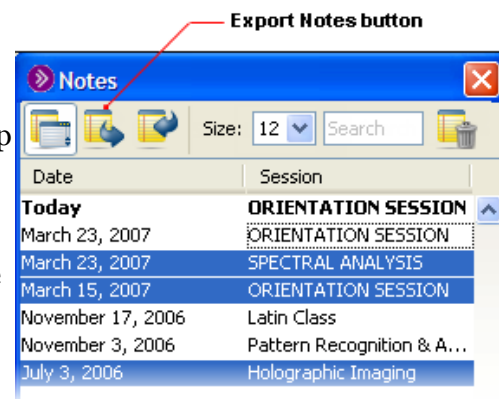 Export Notes button
Notes
p
Size: 12 Search
Date Session
Today ORIENTATION SESSION
March 23, 2007 ORIENTATION SESSION
March 23, 2007 SPECTRAL ANALYSIS
March 15, 2007 ORIENTATION SESSION
November 17, 2006 Latin Class
November 3, 2006 Pattern Recognition & A...
July 3, 2006 Holographic Imaging